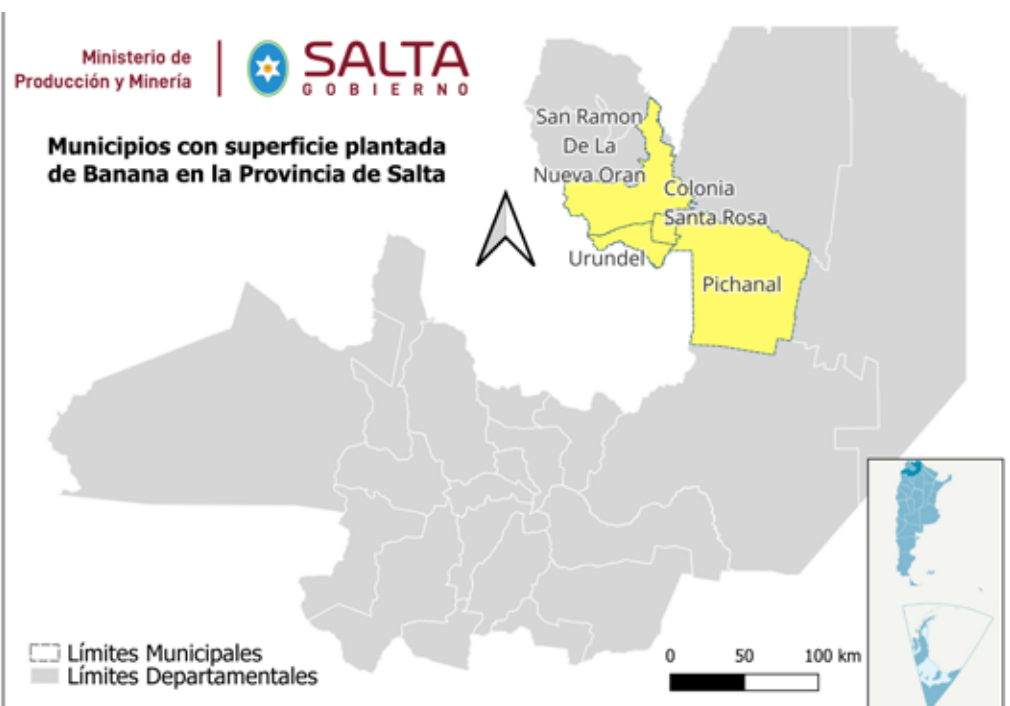 Ministerio de
Producción y Minería
SALTA
GOBIERNO
Municipios con superficie plantada
de Banana en la Provincia de Salta
San Ramon
De La
Nueva Oran
Colonia
Santa Rosa
Urundel
Pichanal
Límites Municipales
Límites Departamentales
0 50 100 km